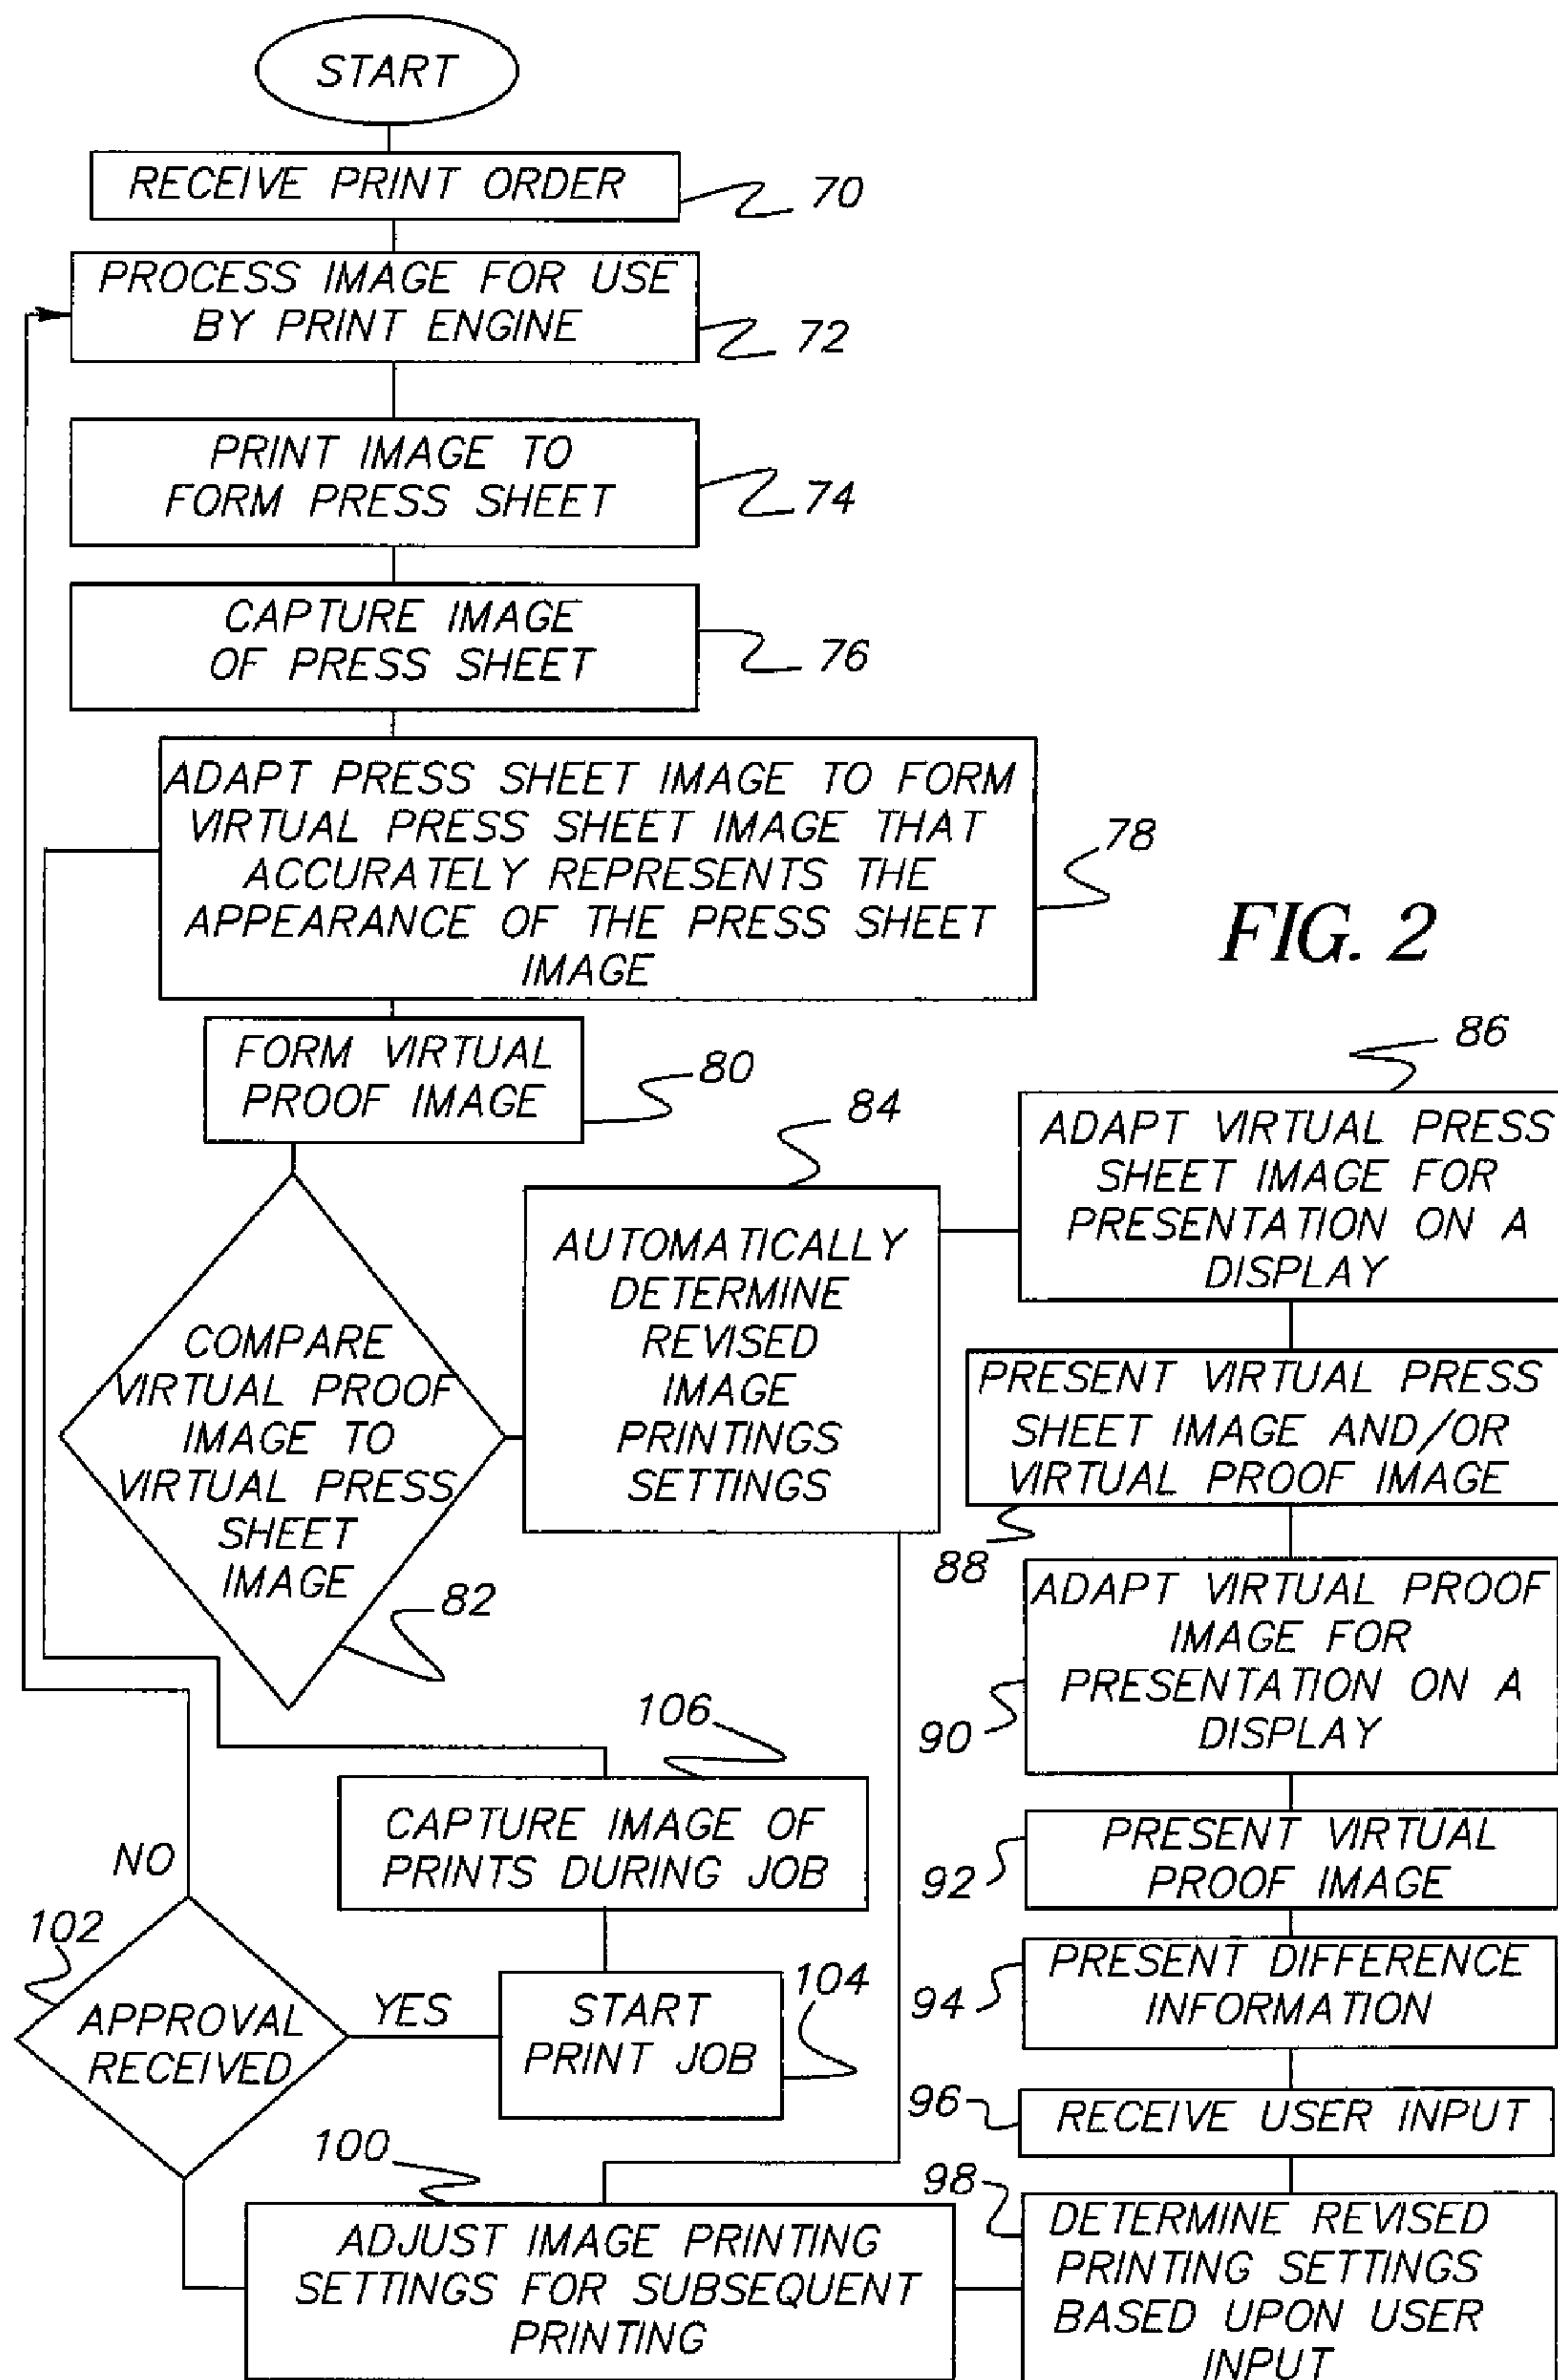 START
RECEIVE PRINT ORDER
70
PROCESS IMAGE FOR USE
BY PRINT ENGINE
72
PRINT IMAGE TO
FORM PRESS SHEET
74
CAPTURE IMAGE
OF PRESS SHEET
76
ADAPT PRESS SHEET IMAGE TO FORM
VIRTUAL PRESS SHEET IMAGE THAT
ACCURATELY REPRESENTS THE
APPEARANCE OF THE PRESS SHEET
IMAGE
78
FIG. 2
FORM VIRTUAL
PROOF IMAGE
80
COMPARE
VIRTUAL PROOF
IMAGE TO
VIRTUAL PRESS
SHEET
IMAGE
82
84
AUTOMATICALLY
DETERMINE
REVISED
IMAGE
PRINTINGS
SETTINGS
86
ADAPT VIRTUAL PRESS
SHEET IMAGE FOR
PRESENTATION ON A
DISPLAY
PRESENT VIRTUAL PRESS
SHEET IMAGE AND/OR
VIRTUAL PROOF IMAGE
88
ADAPT VIRTUAL PROOF
IMAGE FOR
PRESENTATION ON A
DISPLAY
90
PRESENT VIRTUAL
PROOF IMAGE
92
PRESENT DIFFERENCE
INFORMATION
94
RECEIVE USER INPUT
96
DETERMINE REVISED
PRINTING SETTINGS
BASED UPON USER
INPUT
98
100
ADJUST IMAGE PRINTING
SETTINGS FOR SUBSEQUENT
PRINTING
102
APPROVAL
RECEIVED
NO
YES
START
PRINT JOB
104
106
CAPTURE IMAGE OF
PRINTS DURING JOB